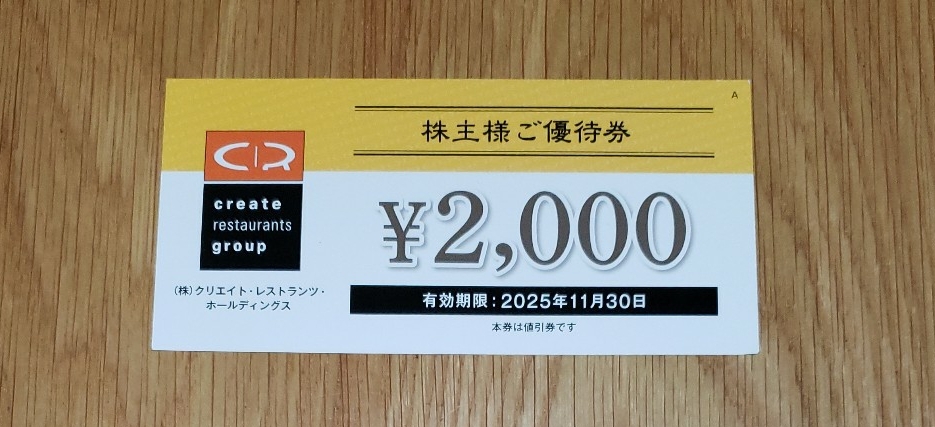 A
株主様ご優待券
CR
create
restaurants
group
¥2,000
(株)クリエイト・レストランツ・
ホールディングス
有効期限:2025年11月30日
本券は値引券です